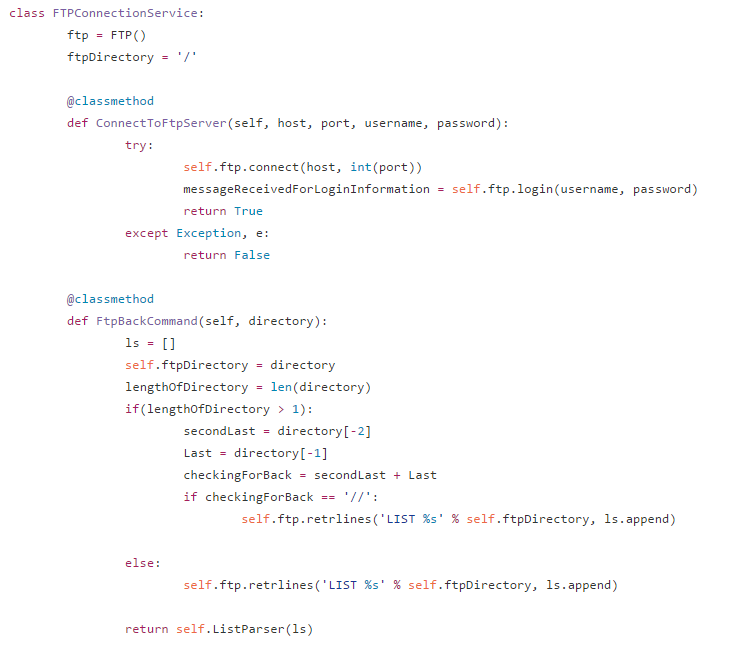 class FTPConnectionService:
ftp = FTP()
ftpDirectory = '/'
@classmethod
def ConnectToFtpServer(self, host, port, username, password):
try:
self.ftp.connect(host, int(port))
messageReceivedForLoginInformation = self.ftp.login(username, password)
return True
except Exception, e:
return False
@classmethod
def FtpBackCommand(self, directory):
ls = []
self.ftpDirectory = directory
lengthOfDirectory = len(directory)
if(lengthOfDirectory > 1):
secondLast = directory[-2]
Last = directory[-1]
checkingForBack = secondLast + Last
if checkingForBack == '//':
self.ftp.retrlines('LIST %s' % self.ftpDirectory, ls.append)
else:
self.ftp.retrlines('LIST %s' % self.ftpDirectory, ls.append)
return self.ListParser(ls)